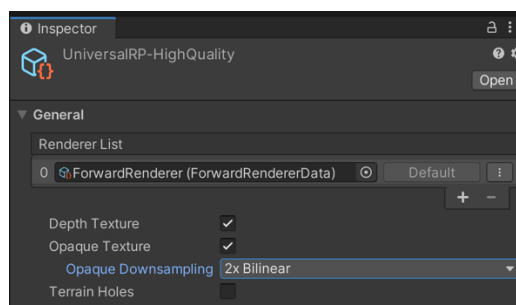 Inspector
UniversalRP-HighQuality
Open
General
Renderer List
0 ForwardRenderer (ForwardRendererData) Default
+ -
Depth Texture
Opaque Texture
Opaque Downsampling 2x Bilinear
Terrain Holes